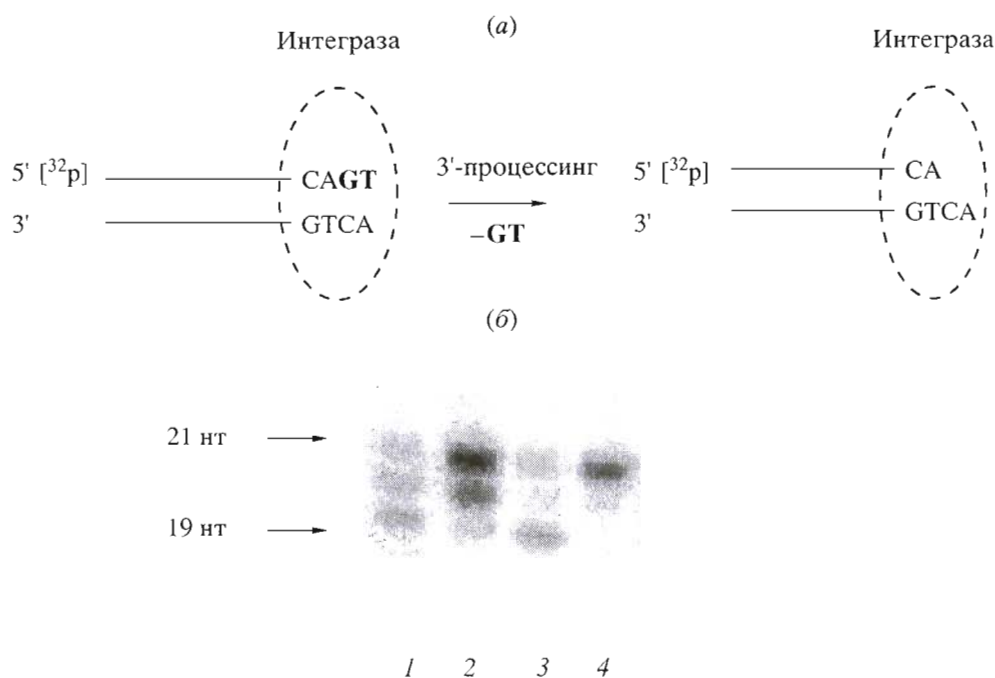 (а)
Интеграза
Интеграза
5' [³²p]
CAGT
3'
GTCA
3'-процессинг
–GT
5' [³²p]
CA
3'
GTCA
(б)
21 нт
19 нт
1 2 3 4